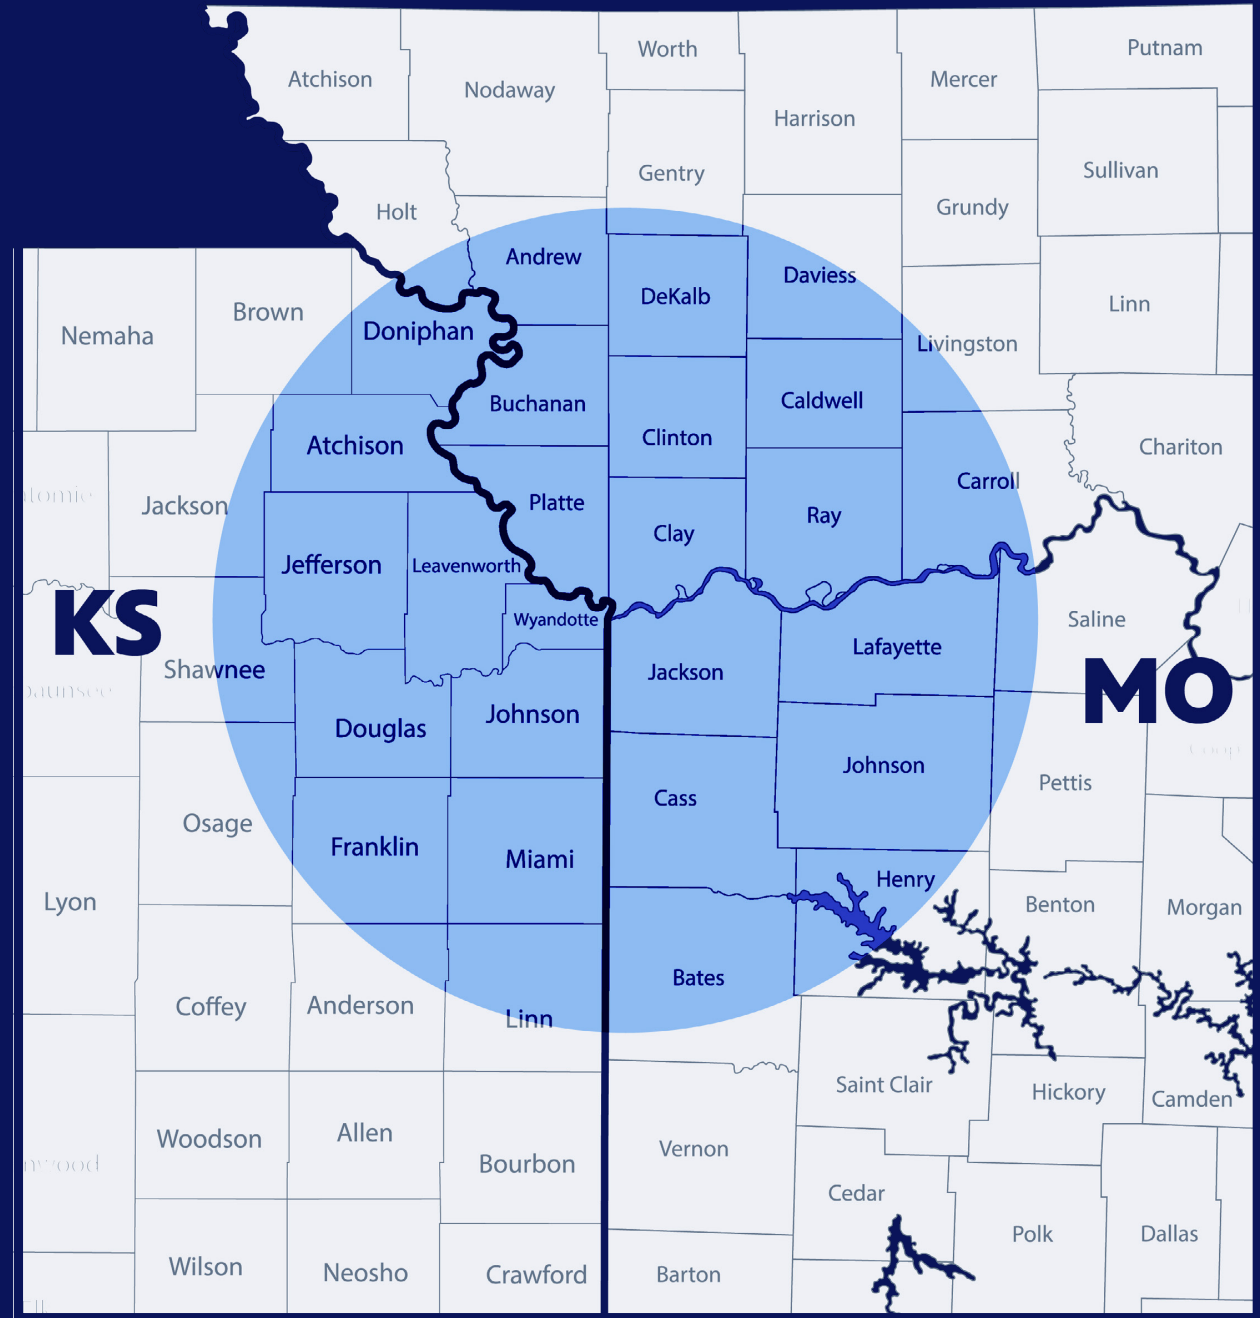 Worth
Putnam
Atchison
Nodaway
Mercer
Harrison
Gentry
Sullivan
Holt
Grundy
Andrew
Daviess
DeKalb
Linn
Brown
Nemaha
Doniphan
Livingston
Buchanan
Caldwell
Clinton
Atchison
Chariton
Carroll
Jackson
Platte
Ray
Clay
Jefferson
Leavenworth
KS
Wyandotte
Saline
Lafayette
Shawnee
Jackson
MO
Johnson
Douglas
Johnson
Pettis
Cass
Osage
Franklin
Miami
Henry
Lyon
Benton
Morgan
Bates
Coffey
Anderson
Linn
Saint Clair
Hickory
Camden
Woodson
Allen
Vernon
Bourbon
Cedar
Polk
Dallas
Wilson
Neosho
Crawford
Barton